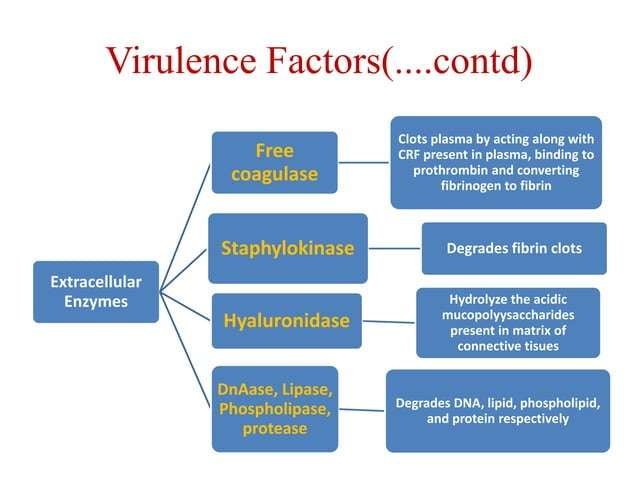 Virulence Factors(....contd)
Extracellular
Enzymes
Free
coagulase
Clots plasma by acting along with
CRF present in plasma, binding to
prothrombin and converting
fibrinogen to fibrin
Staphylokinase
Degrades fibrin clots
Hyaluronidase
Hydrolyze the acidic
mucopolyysaccharides
present in matrix of
connective tisues
DnAase, Lipase,
Phospholipase,
protease
Degrades DNA, lipid, phospholipid,
and protein respectively